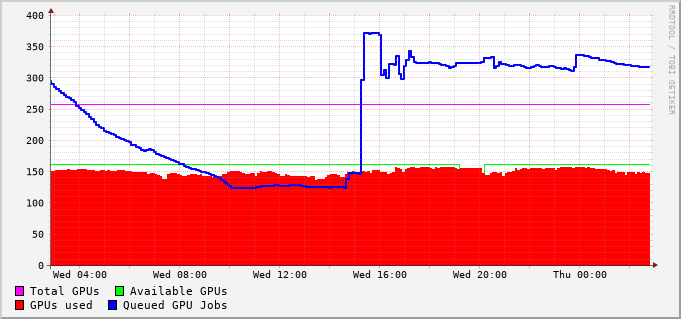 400
350
300
250
200
150
100
50
0
Wed 04:00 Wed 08:00 Wed 12:00 Wed 16:00 Wed 20:00 Thu 00:00
Total GPUs Available GPUs
GPUs used Queued GPU Jobs
RRDTOOL / TOBI OETIKER